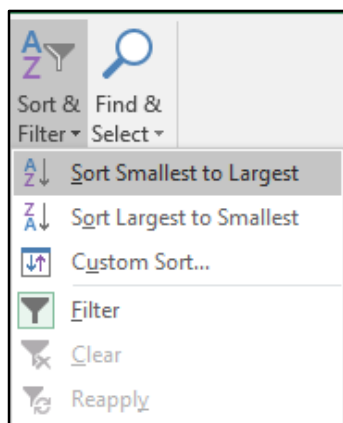 Sort & Find &
Filter Select
Sort Smallest to Largest
Sort Largest to Smallest
Custom Sort...
Filter
Clear
Reapply